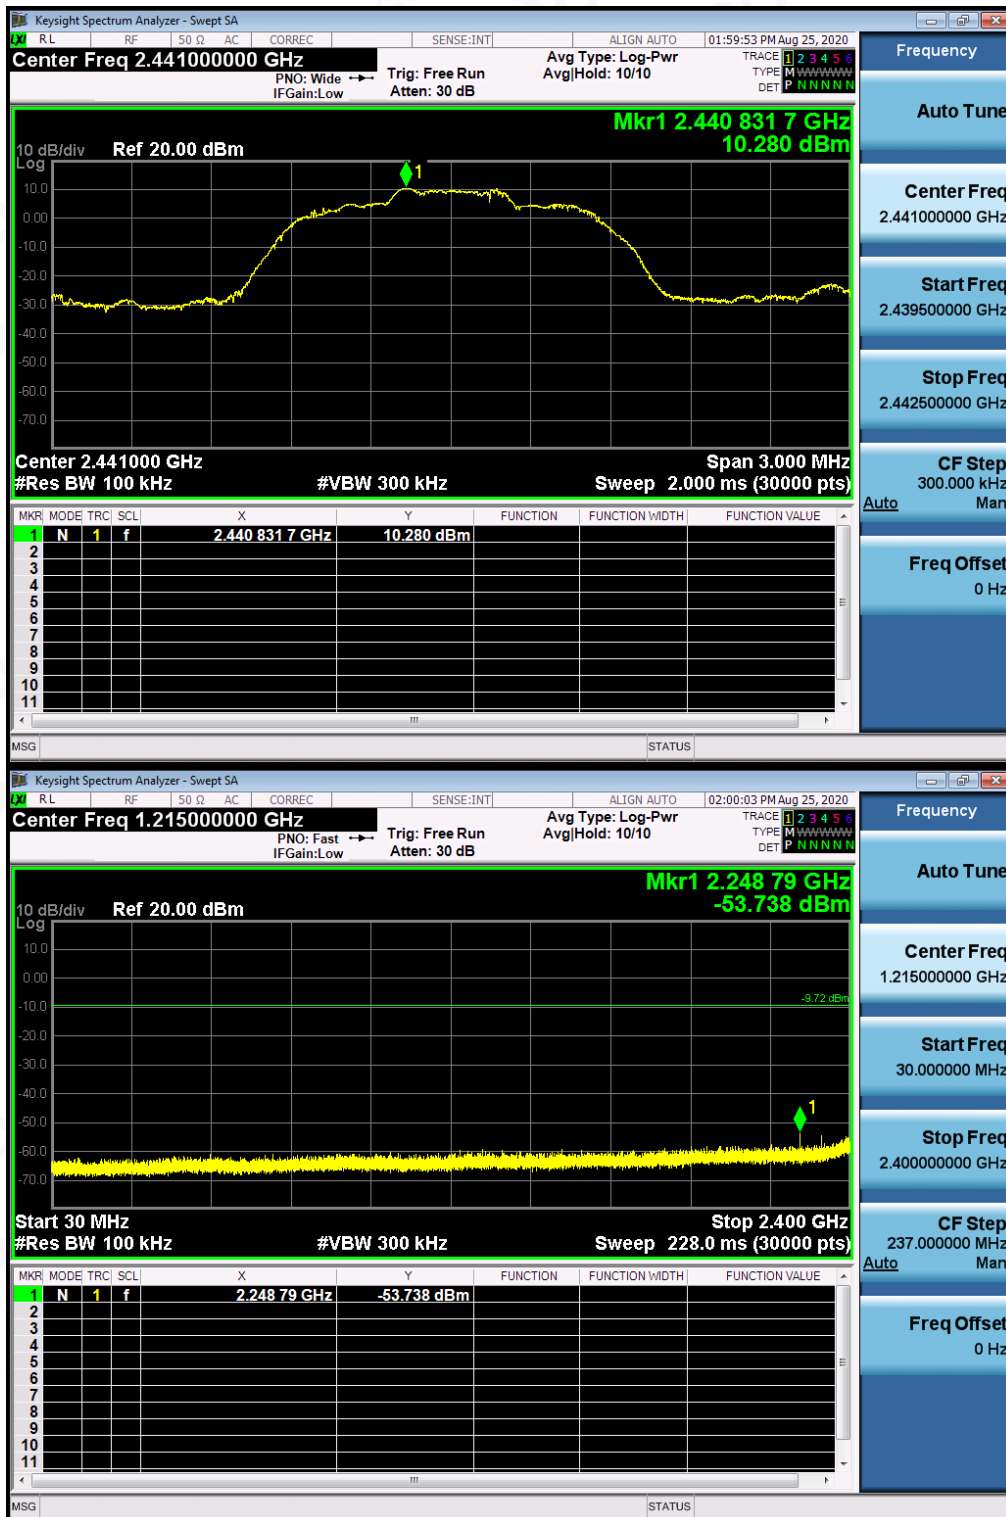 Keysight Spectrum Analyzer - Swept SA
LXI RL RF 50 Ω AC CORREC SENSE:INT ALIGN AUTO 01:59:53 PM Aug 25, 2020
Center Freq 2.441000000 GHz
PNO: Wide
IFGain:Low
Trig: Free Run
Atten: 30 dB
Avg Type: Log-Pwr
Avg|Hold: 10/10
TRACE 1 2 3 4 5 6
TYPE M WWWWW
DET P N N N N N
Mkr1 2.440 831 7 GHz
10.280 dBm
10 dB/div Ref 20.00 dBm
Log
10.0
0.00
-10.0
-20.0
-30.0
-40.0
-50.0
-60.0
-70.0
1
Center 2.441000 GHz Span 3.000 MHz
#Res BW 100 kHz #VBW 300 kHz Sweep 2.000 ms (30000 pts)
MKR MODE TRC SCL X Y FUNCTION FUNCTION WIDTH FUNCTION VALUE
1 N 1 f 2.440 831 7 GHz 10.280 dBm
2
3
4
5
6
7
8
9
10
11
MSG STATUS
Frequency
Auto Tune
Center Freq
2.441000000 GHz
Start Freq
2.439500000 GHz
Stop Freq
2.442500000 GHz
CF Step
300.000 kHz
Auto Man
Freq Offset
0 Hz
Keysight Spectrum Analyzer - Swept SA
LXI RL RF 50 Ω AC CORREC SENSE:INT ALIGN AUTO 02:00:03 PM Aug 25, 2020
Center Freq 1.215000000 GHz
PNO: Fast
IFGain:Low
Trig: Free Run
Atten: 30 dB
Avg Type: Log-Pwr
Avg|Hold: 10/10
TRACE 1 2 3 4 5 6
TYPE M WWWWW
DET P N N N N N
Mkr1 2.248 79 GHz
-53.738 dBm
10 dB/div Ref 20.00 dBm
Log
10.0
0.00
-10.0
-20.0
-30.0
-40.0
-50.0
-60.0
-70.0
-9.72 dBm
1
Start 30 MHz Stop 2.400 GHz
#Res BW 100 kHz #VBW 300 kHz Sweep 228.0 ms (30000 pts)
MKR MODE TRC SCL X Y FUNCTION FUNCTION WIDTH FUNCTION VALUE
1 N 1 f 2.248 79 GHz -53.738 dBm
2
3
4
5
6
7
8
9
10
11
MSG STATUS
Frequency
Auto Tune
Center Freq
1.215000000 GHz
Start Freq
30.000000 MHz
Stop Freq
2.400000000 GHz
CF Step
237.000000 MHz
Auto Man
Freq Offset
0 Hz